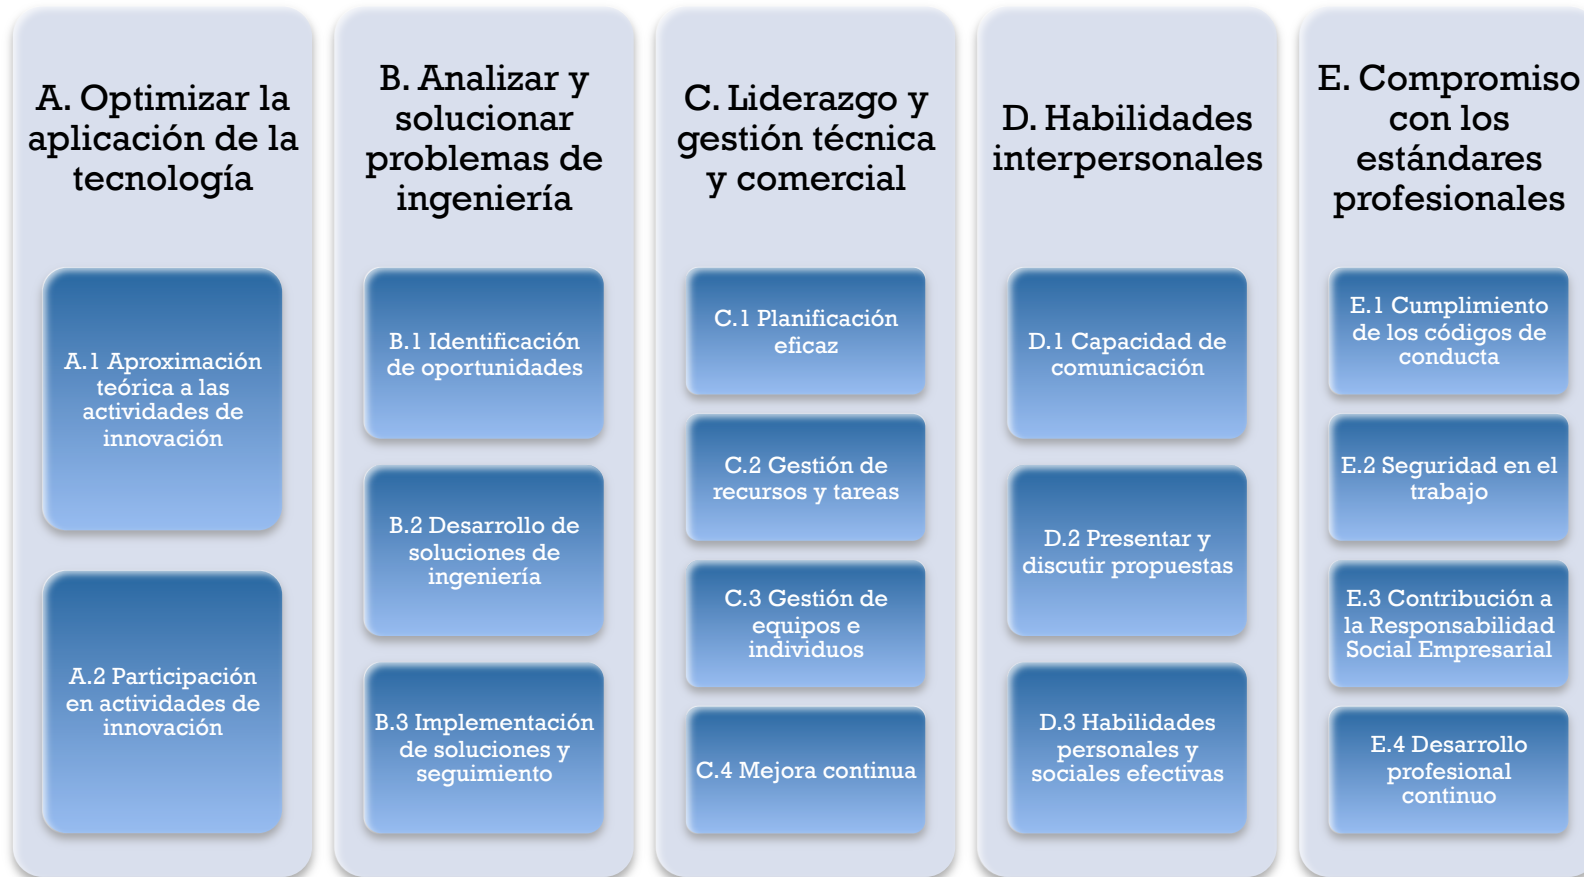 A. Optimizar la
aplicación de la
tecnología
A.1 Aproximación
teórica a las
actividades de
innovación
A.2 Participación
en actividades de
innovación
B. Analizar y
solucionar
problemas de
ingeniería
B.1 Identificación
de oportunidades
B.2 Desarrollo de
soluciones de
ingeniería
B.3 Implementación
de soluciones y
seguimiento
C. Liderazgo y
gestión técnica
y comercial
C.1 Planificación
eficaz
C.2 Gestión de
recursos y tareas
C.3 Gestión de
equipos e
individuos
C.4 Mejora continua
D. Habilidades
interpersonales
D.1 Capacidad de
comunicación
D.2 Presentar y
discutir propuestas
D.3 Habilidades
personales y
sociales efectivas
E. Compromiso
con los
estándares
profesionales
E.1 Cumplimiento
de los códigos de
conducta
E.2 Seguridad en el
trabajo
E.3 Contribución a
la Responsabilidad
Social Empresarial
E.4 Desarrollo
profesional
continuo